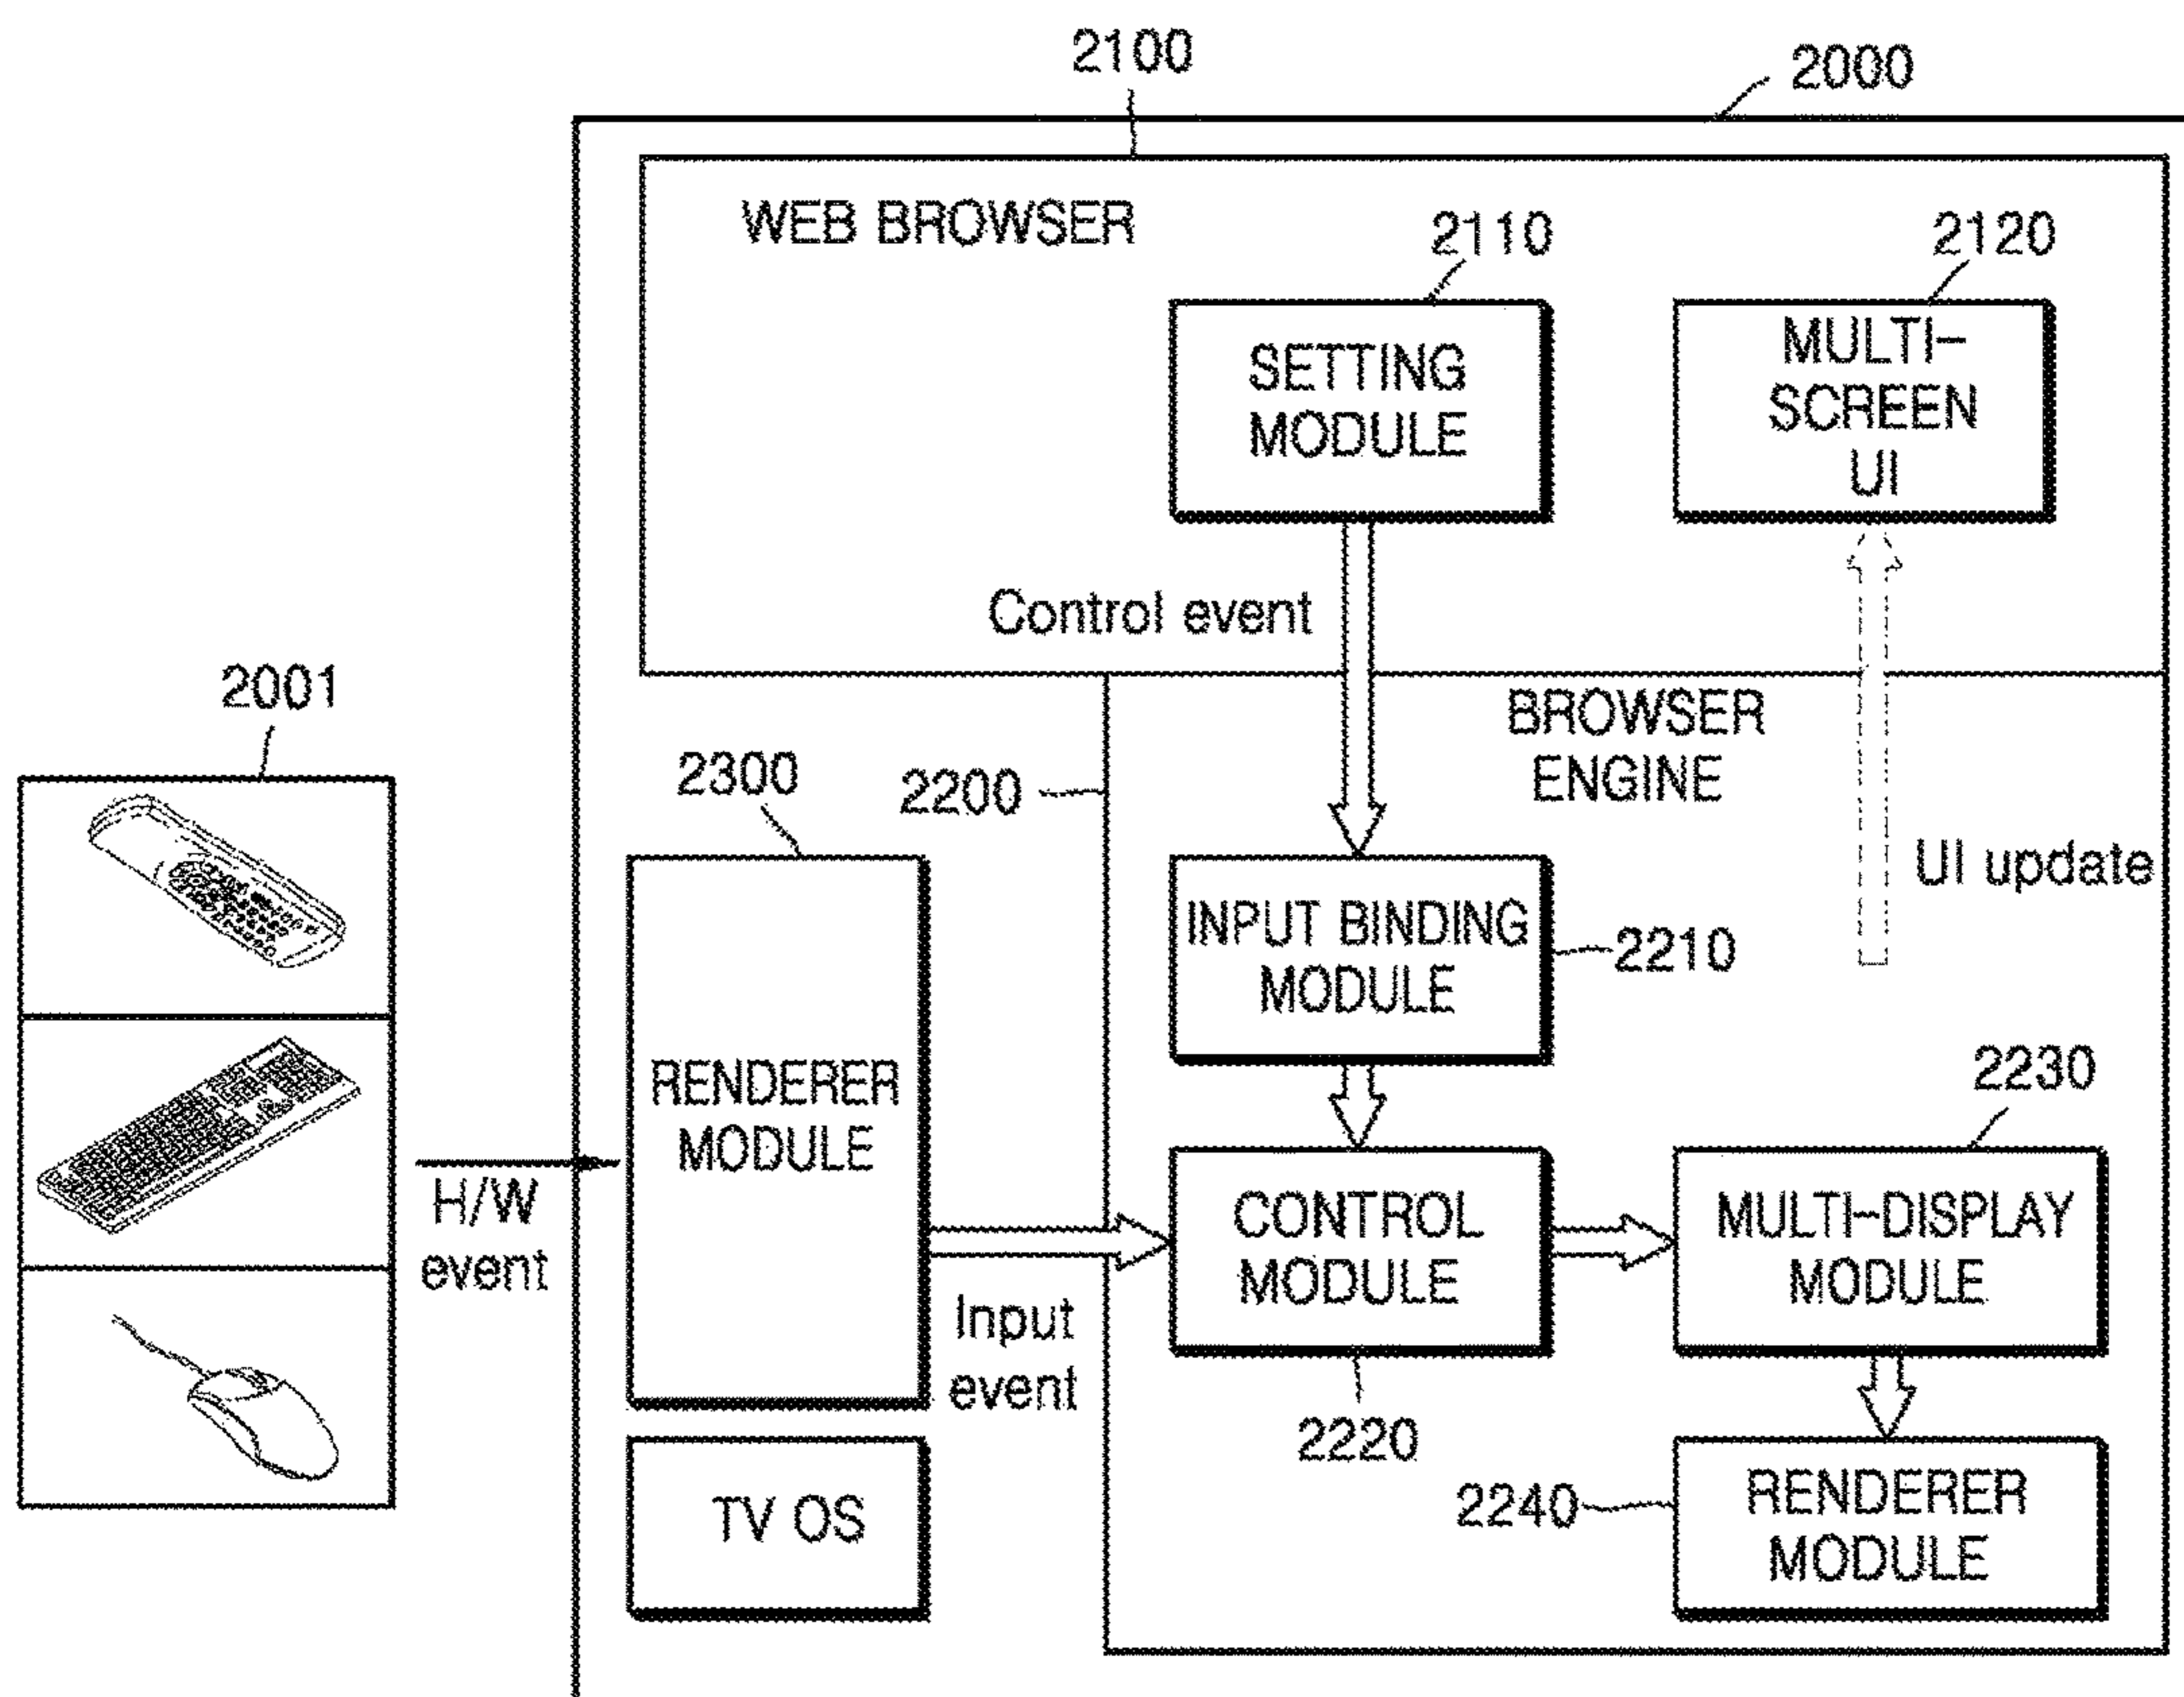 2100
2000
WEB BROWSER
2110
2120
SETTING
MODULE
MULTI-
SCREEN
UI
Control event
2001
BROWSER
ENGINE
2300
2200
UI update
INPUT BINDING
MODULE
2210
RENDERER
MODULE
2230
H/W
event
CONTROL
MODULE
MULTI-DISPLAY
MODULE
Input
event
2220
TV OS
2240
RENDERER
MODULE